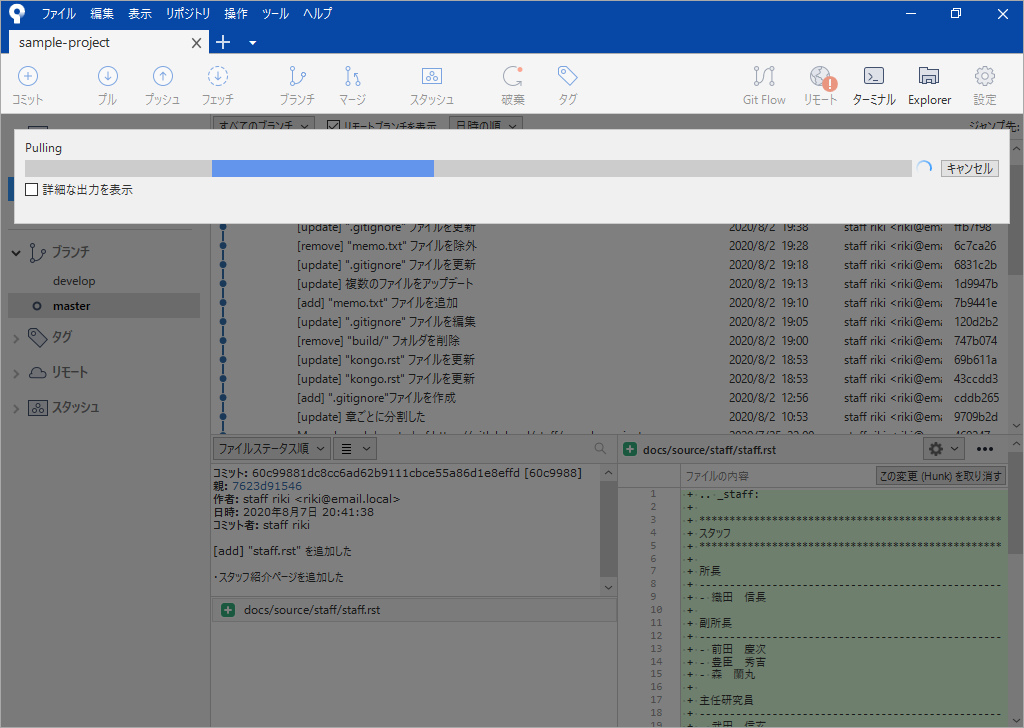 ファイル 編集 表示 リポジトリ 操作 ツール ヘルプ
sample-project
コミット プル プッシュ フェッチ ブランチ マージ スタッシュ 破棄 タグ Git Flow リモート ターミナル Explorer 設定
すべてのブランチ リモートブランチを表示 日時の順 ジャンプ先:
Pulling
キャンセル
詳細な出力を表示
ブランチ
develop
master
タグ
リモート
スタッシュ
[update] ".gitignore" ファイルを更新 2020/8/2 19:38 staff riki <riki@ema ffb7f98
[remove] "memo.txt" ファイルを除外 2020/8/2 19:28 staff riki <riki@ema 6c7ca26
[update] ".gitignore" ファイルを更新 2020/8/2 19:18 staff riki <riki@ema 6831c2b
[update] 複数のファイルをアップデート 2020/8/2 19:13 staff riki <riki@ema 1d9947b
[add] "memo.txt" ファイルを追加 2020/8/2 19:10 staff riki <riki@ema 7b9441e
[update] ".gitignore" ファイルを編集 2020/8/2 19:05 staff riki <riki@ema 120d2b2
[remove] "build/" フォルダを削除 2020/8/2 19:00 staff riki <riki@ema 747b074
[update] "kongo.rst" ファイルを更新 2020/8/2 18:53 staff riki <riki@ema 69b611a
[update] "kongo.rst" ファイルを更新 2020/8/2 18:53 staff riki <riki@ema 43ccdd3
[add] ".gitignore"ファイルを作成 2020/8/2 12:56 staff riki <riki@ema cddb265
[update] 章ごとに分割した 2020/8/2 10:53 staff riki <riki@ema 9709b2d
ファイルステータス順
コミット: 60c99881dc8cc6ad62b9111cbce55a86d1e8effd [60c9988]
親: 7623d91546
作者: staff riki <riki@email.local>
日時: 2020年8月7日 20:41:38
コミット者: staff riki
[add] "staff.rst" を追加した
・スタッフ紹介ページを追加した
docs/source/staff/staff.rst
docs/source/staff/staff.rst
ファイルの内容 この変更 (Hunk) を取り消す
1 + .. _staff:
2 +
3 + **************************************************
4 + スタッフ
5 + **************************************************
6 +
7 + 所長
8 + --------------------------------------------------
9 + - 織田 信長
10 +
11 + 副所長
12 + --------------------------------------------------
13 + - 前田 慶次
14 + - 豊臣 秀吉
15 + - 森 蘭丸
16 +
17 + 主任研究員
18 + --------------------------------------------------
19 + - 武田 信玄